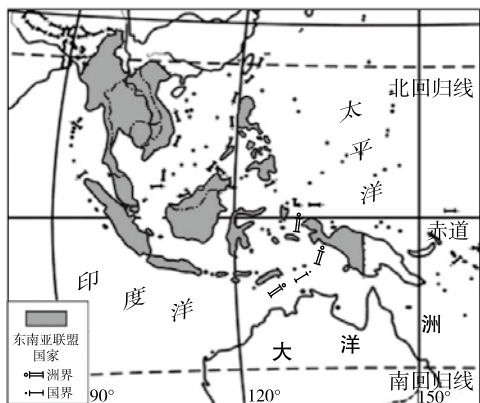 北回归线
太平洋
赤道
印度洋
大洋洲
东南亚联盟
国家
洲界
国界
南回归线
90°
120°
150°